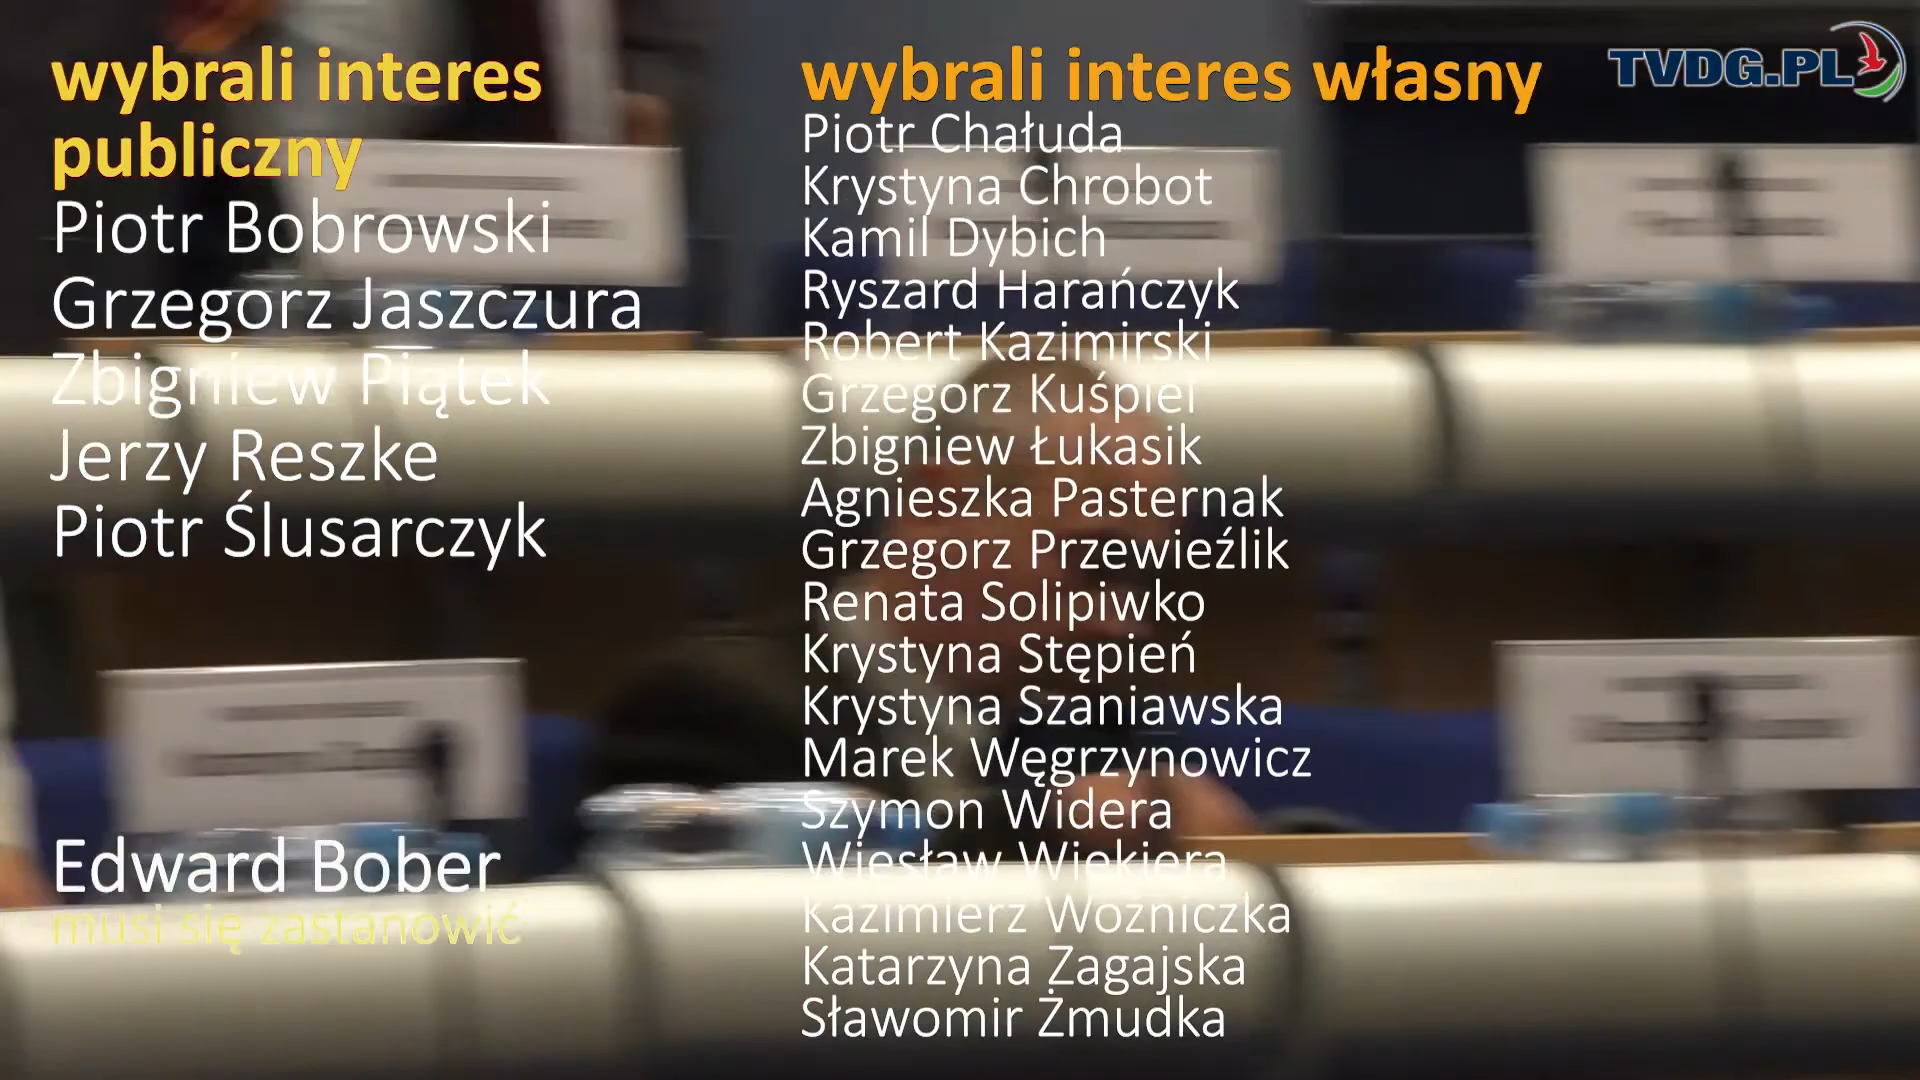 wybrali interes
publiczny
Piotr Bobrowski
Grzegorz Jaszczura
Zbigniew Piątek
Jerzy Reszke
Piotr Ślusarczyk
Edward Bober
musi się zastanowić
wybrali interes własny
Piotr Chałuda
Krystyna Chrobot
Kamil Dybich
Ryszard Harańczyk
Robert Kazimirski
Grzegorz Kuśpiel
Zbigniew Łukasik
Agnieszka Pasternak
Grzegorz Przewieźlik
Renata Solipiwko
Krystyna Stępień
Krystyna Szaniawska
Marek Węgrzynowicz
Szymon Widera
Wiesław Wiekiera
Kazimierz Woźniczka
Katarzyna Zagajska
Sławomir Żmudka
TVDG.PL